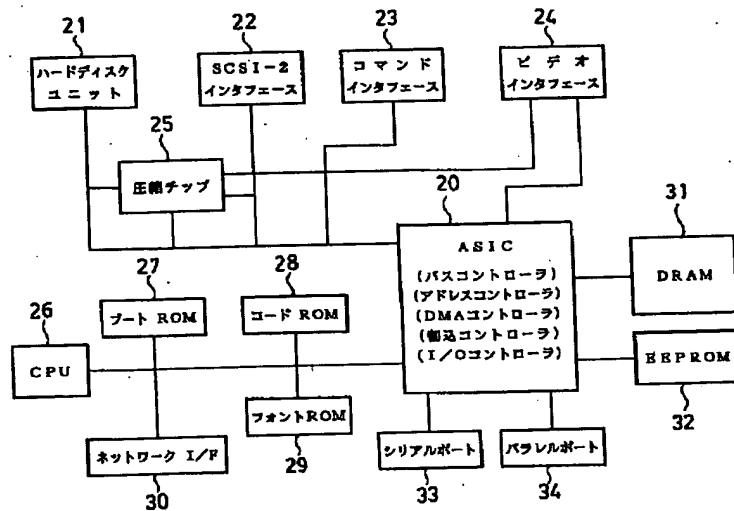 21
22
23
24
ハードディスク
ユニット
SCSI-2
インタフェース
コマンド
インタフェース
ビデオ
インタフェース
25
圧縮チップ
20
ASIC
(バスコントローラ)
(アドレスコントローラ)
(DMAコントローラ)
(割込コントローラ)
(I/Oコントローラ)
31
DRAM
27
ブートROM
28
コードROM
26
CPU
EEPROM
32
フォントROM
29
ネットワーク I/F
30
シリアルポート
33
パラレルポート
34